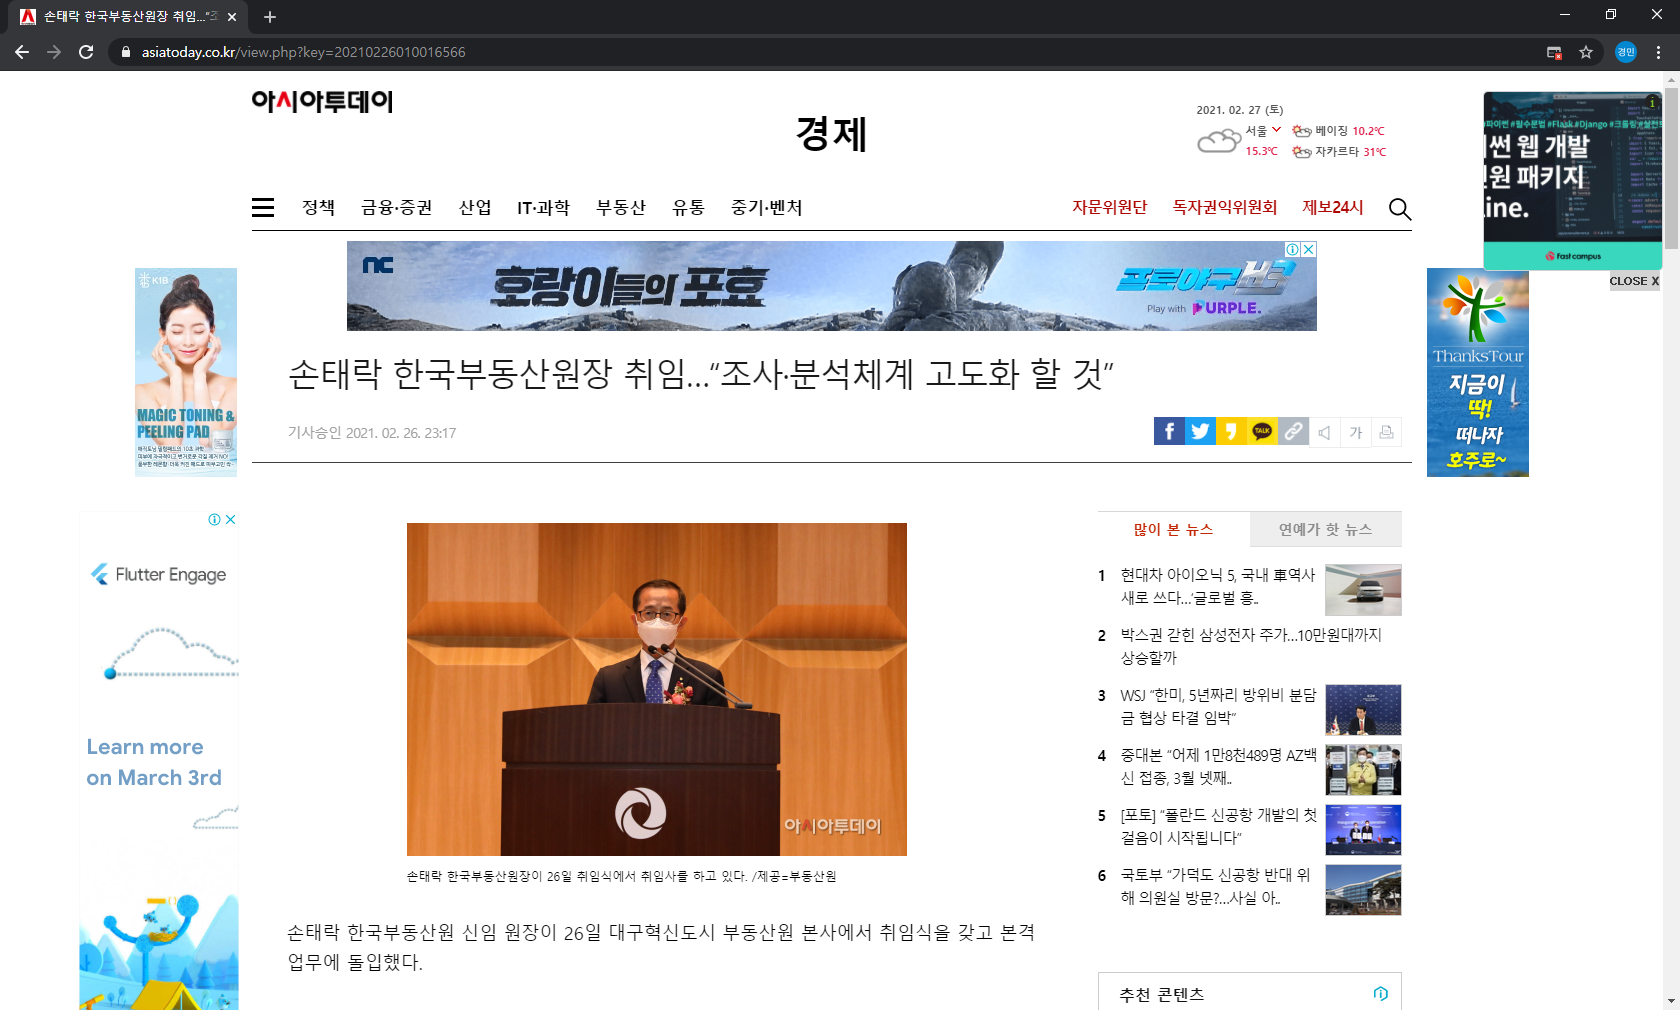 손태락 한국부동산원장 취임...“조
asiatoday.co.kr/view.php?key=20210226010016566
경민
아시아투데이
경제
2021. 02. 27 (토)
서울
15.3℃
베이징 10.2℃
자카르타 31℃
정책 금융·증권 산업 IT·과학 부동산 유통 중기·벤처
자문위원단 독자권익위원회 제보24시
1
#파이썬 #필수문법 #Flask #Django #크롤링
썬 웹 개발
원 패키지
line.
fast campus
CLOSE X
NC
호랑이들의 포효
프로야구 H3
Play with PURPLE.
K1B
MAGIC TONING &
PEELING PAD
ThanksTour
지금이
딱!
떠나자
호주로~
손태락 한국부동산원장 취임...“조사·분석체계 고도화 할 것”
기사승인 2021. 02. 26. 23:17
TALK
가
Flutter Engage
Learn more
on March 3rd
아시아투데이
손태락 한국부동산원장이 26일 취임식에서 취임사를 하고 있다. /제공=부동산원
손태락 한국부동산원 신임 원장이 26일 대구혁신도시 부동산원 본사에서 취임식을 갖고 본격
업무에 돌입했다.
많이 본 뉴스 연예가 핫 뉴스
1 현대차 아이오닉 5, 국내 車역사
새로 쓰다…‘글로벌 흥..
2 박스권 갇힌 삼성전자 주가…10만원대까지
상승할까
3 WSJ “한미, 5년짜리 방위비 분담
금 협상 타결 임박”
4 중대본 “어제 1만8천489명 AZ백
신 접종, 3월 넷째..
5 [포토] “폴란드 신공항 개발의 첫
걸음이 시작됩니다”
6 국토부 “가덕도 신공항 반대 위
해 의원실 방문?…사실 아..
추천 콘텐츠